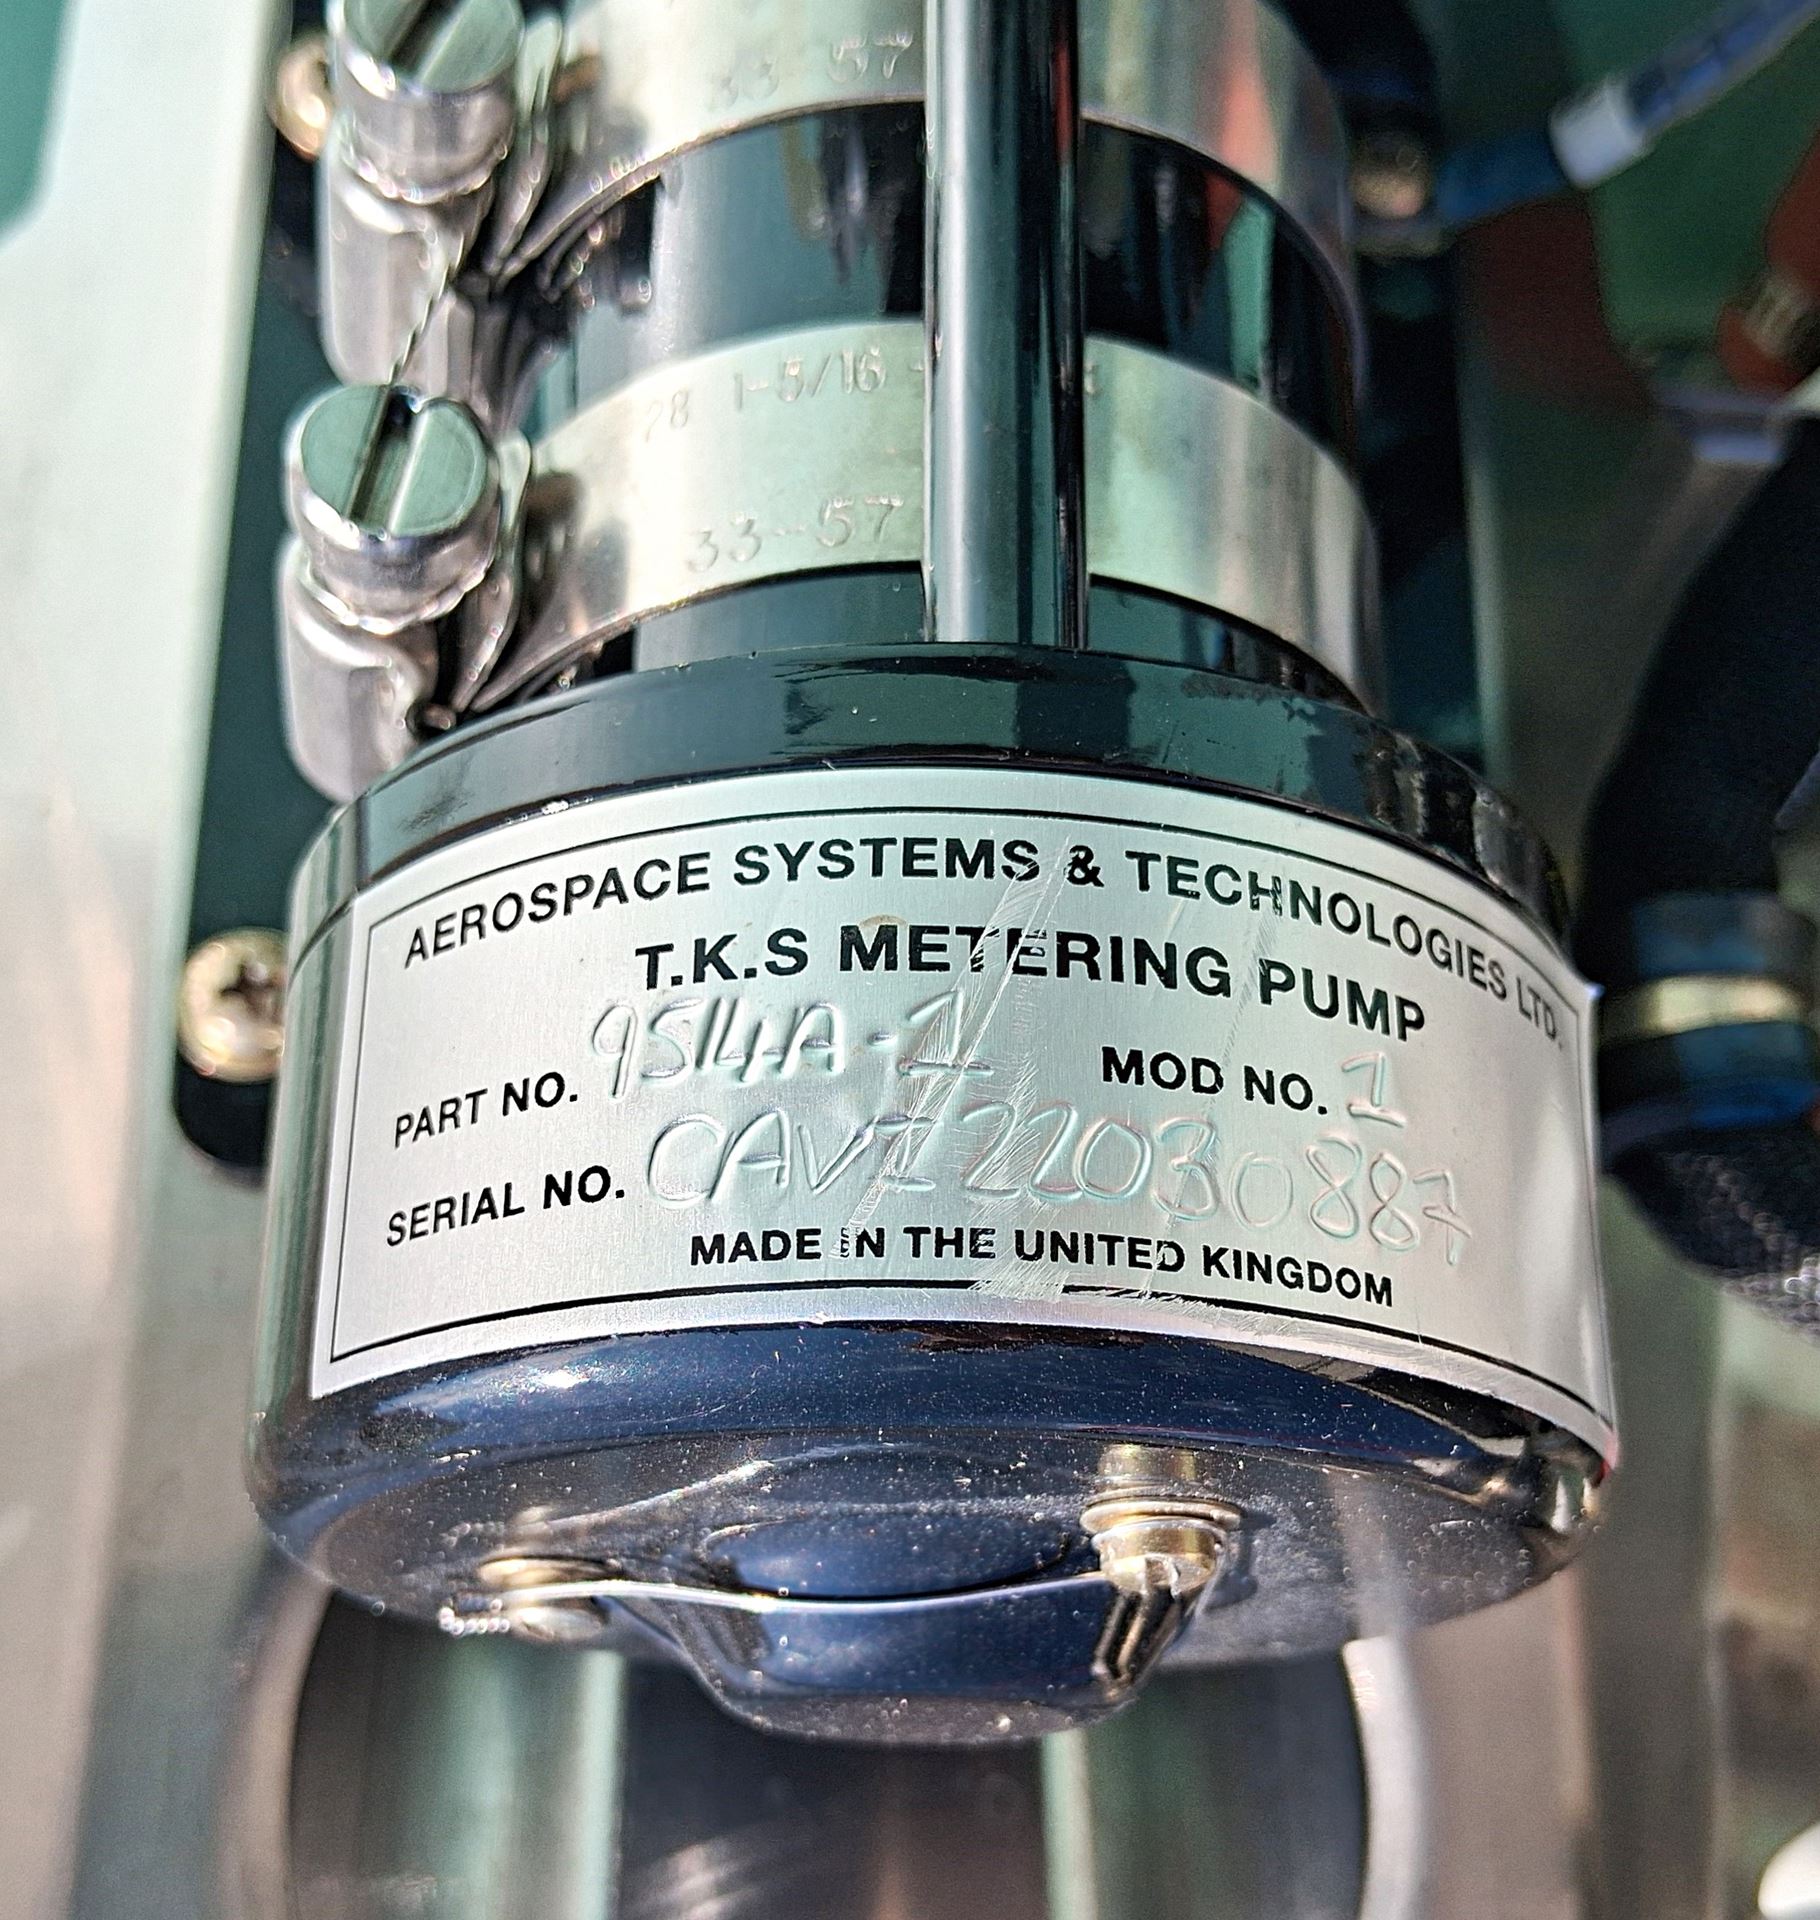 33-57
28 1-5/16
33-57
AEROSPACE SYSTEMS & TECHNOLOGIES LTD.
T.K.S METERING PUMP
PART NO. 9514A-1 MOD NO. 1
SERIAL NO. CAVI22030887
MADE IN THE UNITED KINGDOM